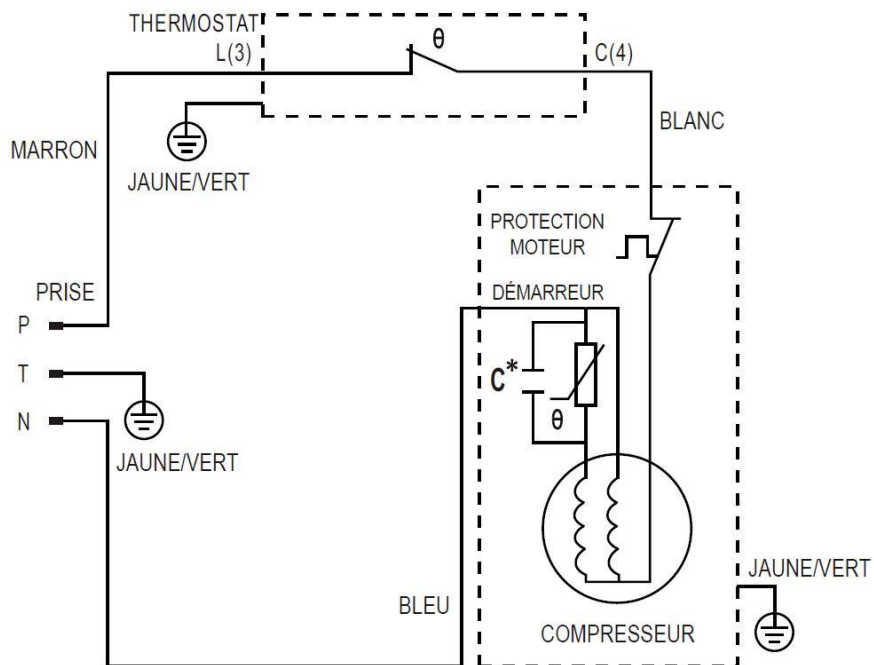 THERMOSTAT
L(3)
θ
C(4)
BLANC
MARRON
JAUNE/VERT
PROTECTION
MOTEUR
PRISE
DÉMARREUR
P
T
C*
N
θ
JAUNE/VERT
JAUNE/VERT
BLEU
COMPRESSEUR